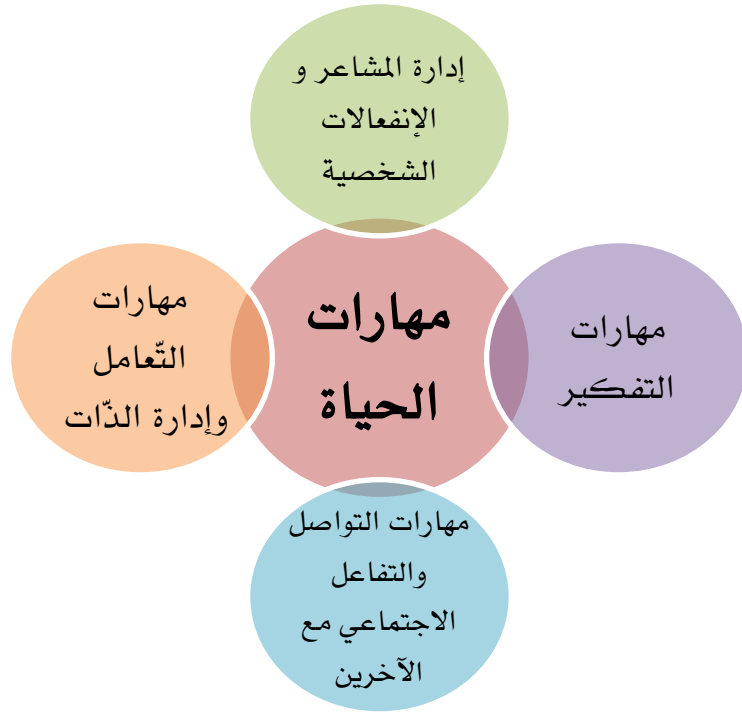 إدارة المشاعر و
الإنفعالات
الشخصية
مهارات
الحياة
مهارات
التفكير
مهارات التواصل
والتفاعل
الاجتماعي مع
الآخرين
مهارات
التّعامل
وإدارة الذّات